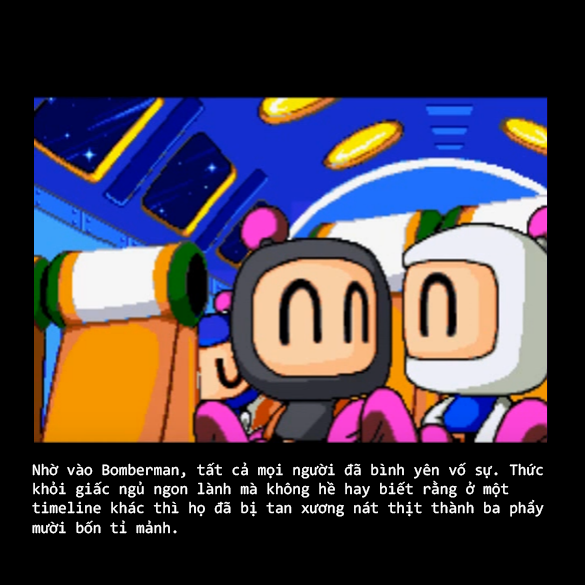 Nhờ vào Bomberman, tất cả mọi người đã bình yên vố sự. Thức
khỏi giấc ngủ ngon lành mà không hề hay biết rằng ở một
timeline khác thì họ đã bị tan xương nát thịt thành ba phẩy
mười bốn tỉ mảnh.